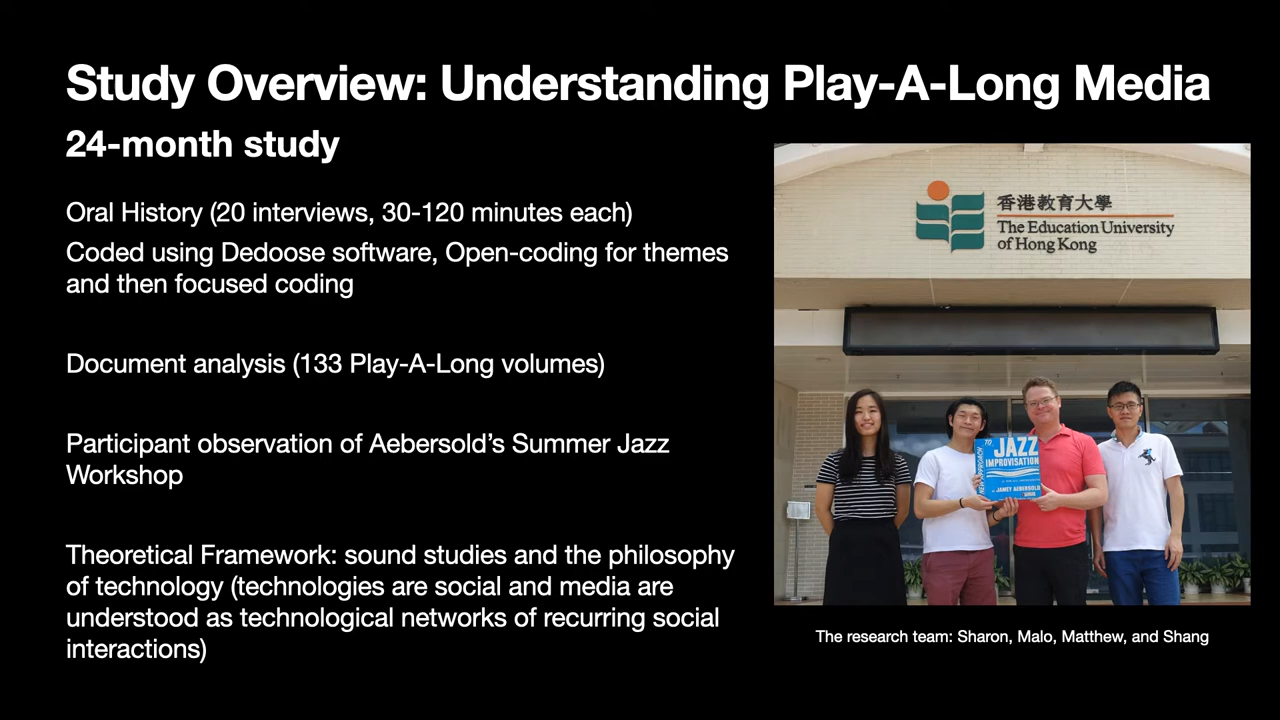 Study Overview: Understanding Play-A-Long Media
24-month study
Oral History (20 interviews, 30-120 minutes each)
Coded using Dedoose software, Open-coding for themes
and then focused coding
Document analysis (133 Play-A-Long volumes)
Participant observation of Aebersold’s Summer Jazz
Workshop
Theoretical Framework: sound studies and the philosophy
of technology (technologies are social and media are
understood as technological networks of recurring social
interactions)
香港教育大學
The Education University
of Hong Kong
NEW APPROACH
TO JAZZ
IMPROVISATION
JAMEY AEBERSOLD
The research team: Sharon, Malo, Matthew, and Shang